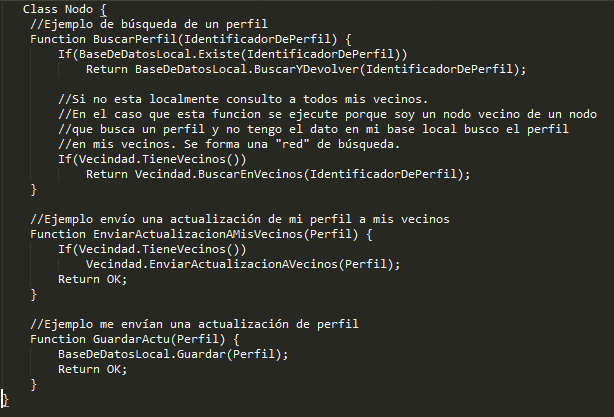 Class Nodo {
//Ejemplo de búsqueda de un perfil
Function BuscarPerfil(IdentificadorDePerfil) {
If(BaseDeDatosLocal.Existe(IdentificadorDePerfil))
Return BaseDeDatosLocal.BuscarYDevolver(IdentificadorDePerfil);
//Si no esta localmente consulto a todos mis vecinos.
//En el caso que esta funcion se ejecute porque soy un nodo vecino de un nodo
//que busca un perfil y no tengo el dato en mi base local busco el perfil
//en mis vecinos. Se forma una "red" de búsqueda.
If(Vecindad.TieneVecinos())
Return Vecindad.BuscarEnVecinos(IdentificadorDePerfil);
}
//Ejemplo envío una actualización de mi perfil a mis vecinos
Function EnviarActualizacionAMisVecinos(Perfil) {
If(Vecindad.TieneVecinos())
Vecindad.EnviarActualizacionAVecinos(Perfil);
Return OK;
}
//Ejemplo me envían una actualización de perfil
Function GuardarActu(Perfil) {
BaseDeDatosLocal.Guardar(Perfil);
Return OK;
}
}